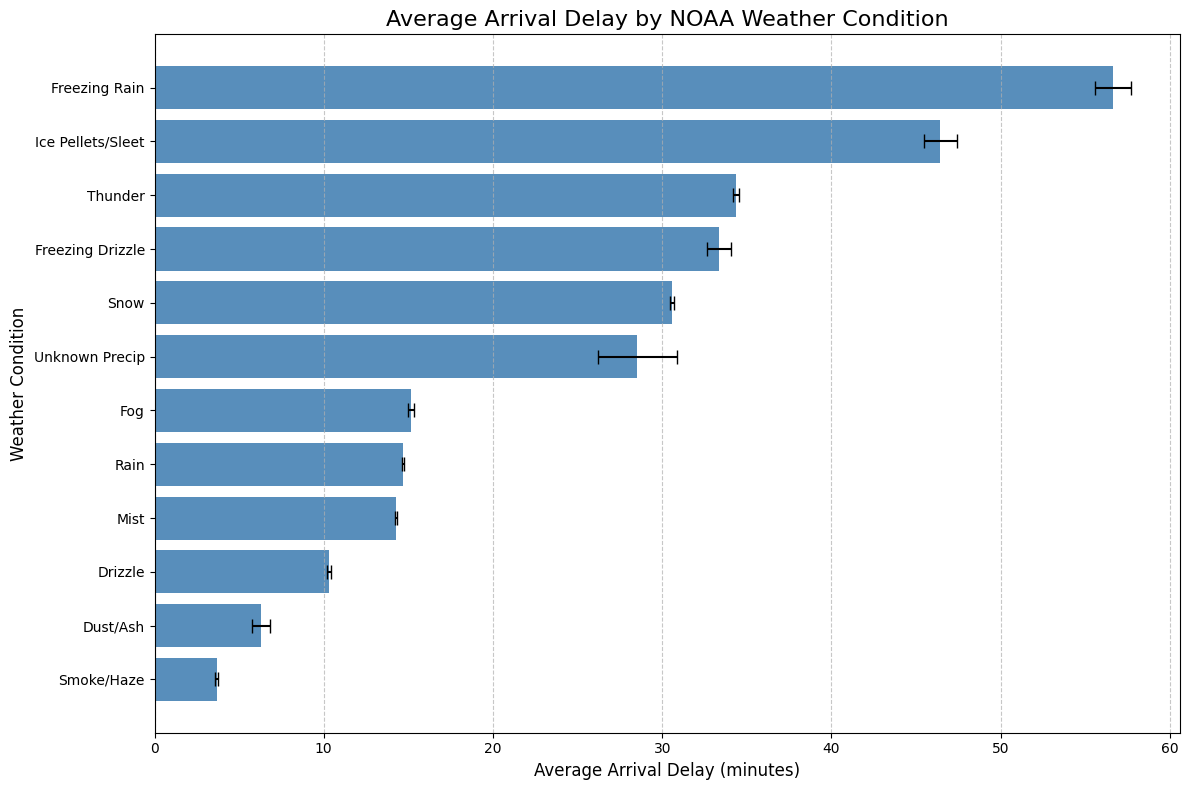 Average Arrival Delay by NOAA Weather Condition
Weather Condition
Freezing Rain
Ice Pellets/Sleet
Thunder
Freezing Drizzle
Snow
Unknown Precip
Fog
Rain
Mist
Drizzle
Dust/Ash
Smoke/Haze
0 10 20 30 40 50 60
Average Arrival Delay (minutes)